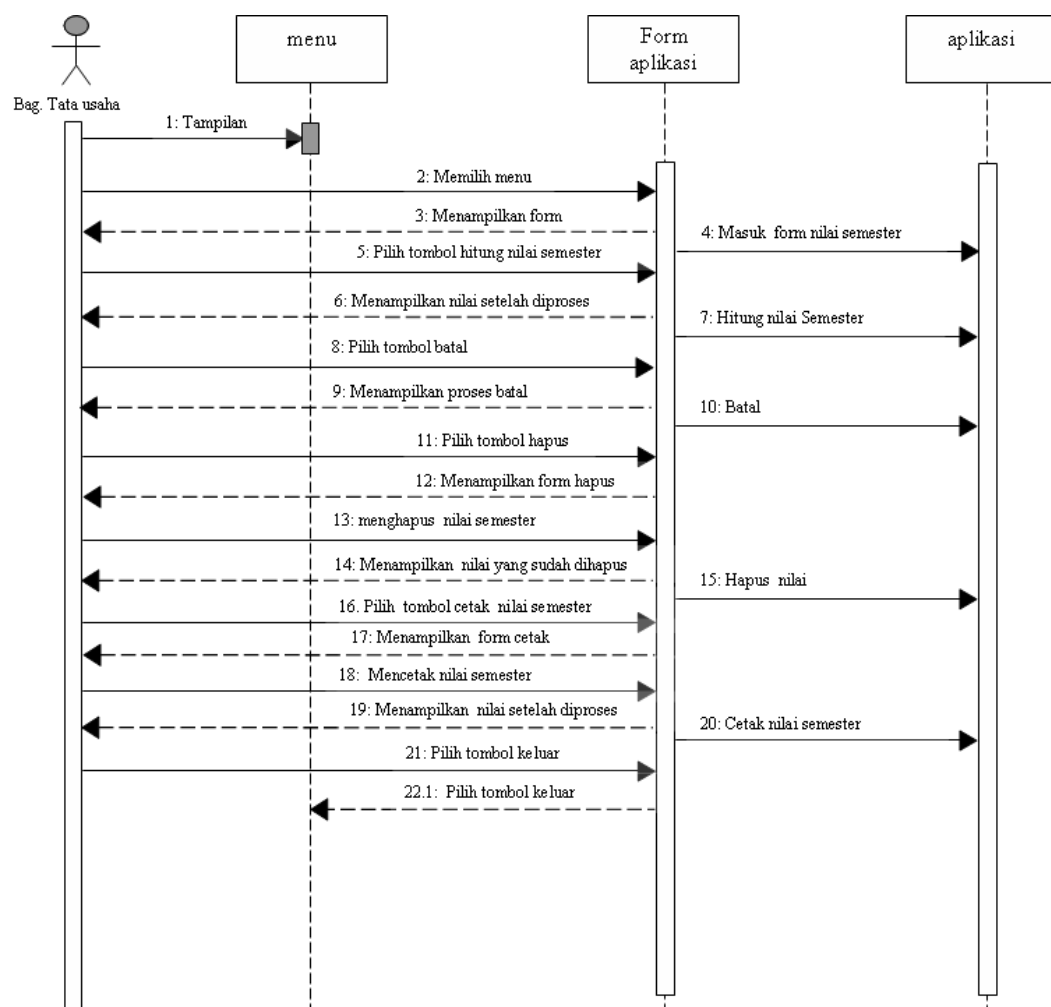 menu
Form
aplikasi
aplikasi
Bag. Tata usaha
1: Tampilan
2: Memilih menu
3: Menampilkan form
4: Masuk form nilai semester
5: Pilih tombol hitung nilai semester
6: Menampilkan nilai setelah diproses
7: Hitung nilai Semester
8: Pilih tombol batal
9: Menampilkan proses batal
10: Batal
11: Pilih tombol hapus
12: Menampilkan form hapus
13: menghapus nilai semester
14: Menampilkan nilai yang sudah dihapus
15: Hapus nilai
16. Pilih tombol cetak nilai semester
17: Menampilkan form cetak
18: Mencetak nilai semester
19: Menampilkan nilai setelah diproses
20: Cetak nilai semester
21: Pilih tombol keluar
22.1: Pilih tombol keluar